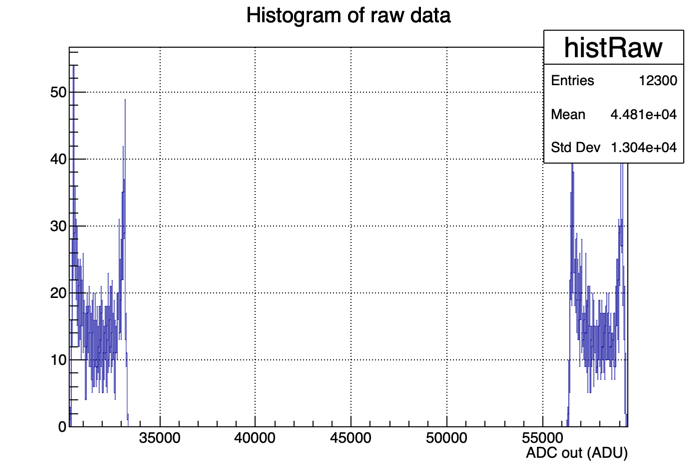 Histogram of raw data
histRaw
Entries 12300
Mean 4.481e+04
Std Dev 1.304e+04
50
40
30
20
10
0
35000 40000 45000 50000 55000
ADC out (ADU)